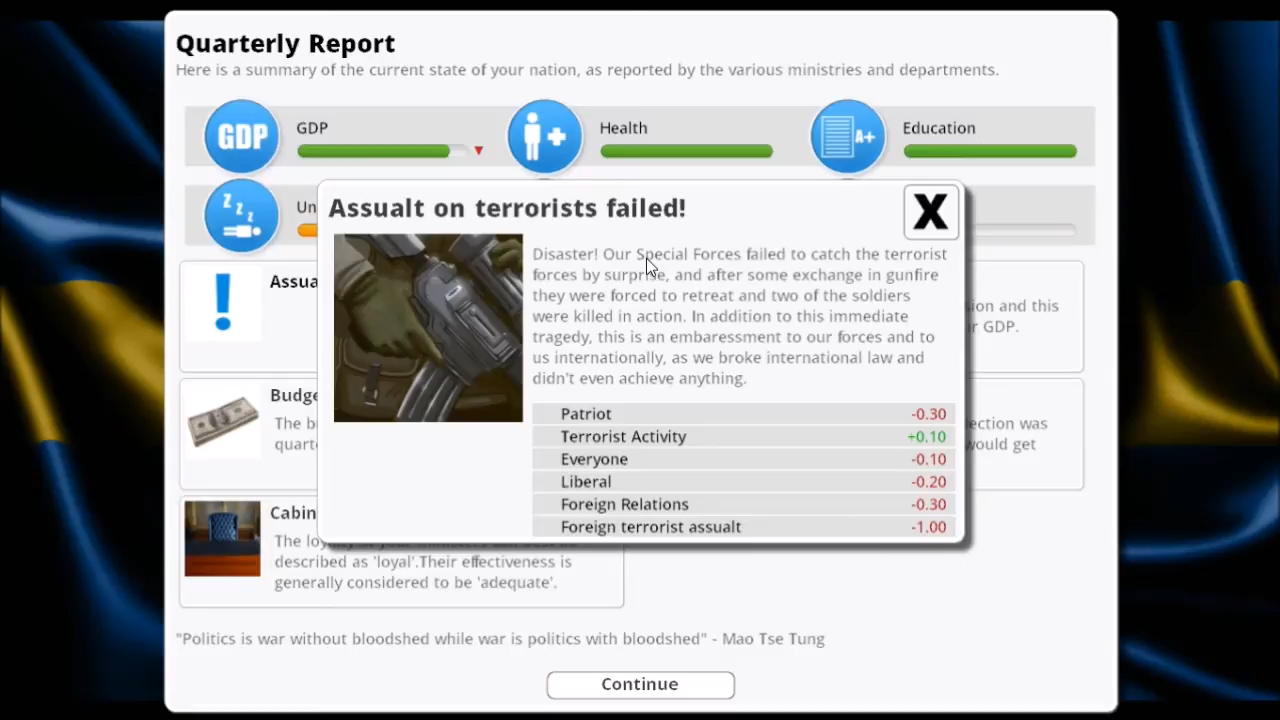 Quarterly Report
Here is a summary of the current state of your nation, as reported by the various ministries and departments.
GDP
GDP
Health
A+
Education
Z Z Z
Un
Assualt on terrorists failed!
X
Disaster! Our Special Forces failed to catch the terrorist
forces by surprise, and after some exchange in gunfire
they were forced to retreat and two of the soldiers
were killed in action. In addition to this immediate
tragedy, this is an embaressment to our forces and to
us internationally, as we broke international law and
didn't even achieve anything.
Patriot -0.30
Terrorist Activity +0.10
Everyone -0.10
Liberal -0.20
Foreign Relations -0.30
Foreign terrorist assualt -1.00
Assua
sion and this
r GDP.
Budge
The b
quart
lection was
would get
Cabin
The loy
described as 'loyal'.Their effectiveness is
generally considered to be 'adequate'.
"Politics is war without bloodshed while war is politics with bloodshed" - Mao Tse Tung
Continue